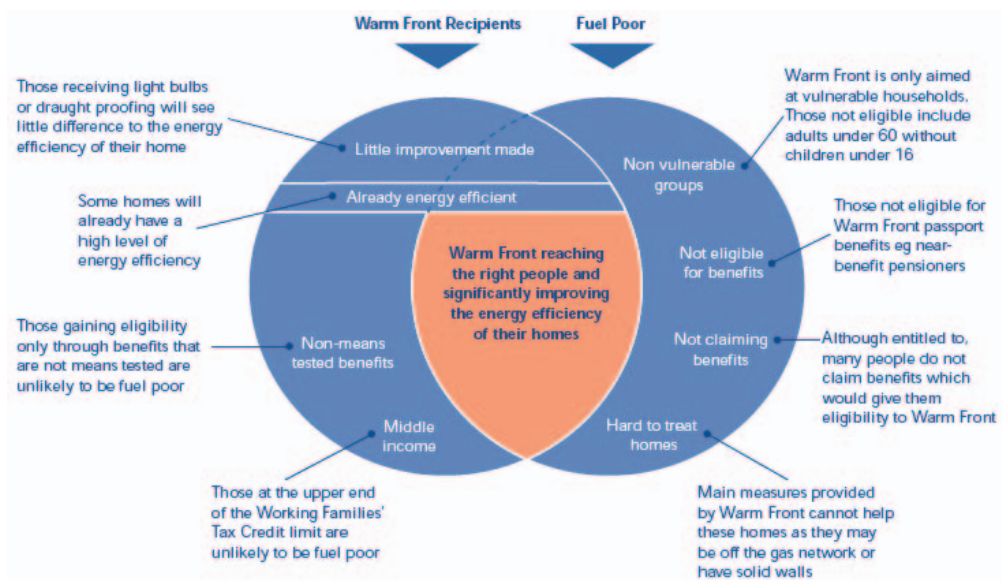 Warm Front Recipients
Fuel Poor
Those receiving light bulbs
or draught proofing will see
little difference to the energy
efficiency of their home
Some homes will
already have a
high level of
energy efficiency
Those gaining eligibility
only through benefits that
are not means tested are
unlikely to be fuel poor
Those at the upper end
of the Working Families'
Tax Credit limit are
unlikely to be fuel poor
Little improvement made
Already energy efficient
Non-means
tested benefits
Middle
income
Warm Front reaching
the right people and
significantly improving
the energy efficiency
of their homes
Non vulnerable
groups
Not eligible
for benefits
Not claiming
benefits
Hard to treat
homes
Warm Front is only aimed
at vulnerable households.
Those not eligible include
adults under 60 without
children under 16
Those not eligible for
Warm Front passport
benefits eg near-
benefit pensioners
Although entitled to,
many people do not
claim benefits which
would give them
eligibility to Warm Front
Main measures provided
by Warm Front cannot help
these homes as they may
be off the gas network or
have solid walls